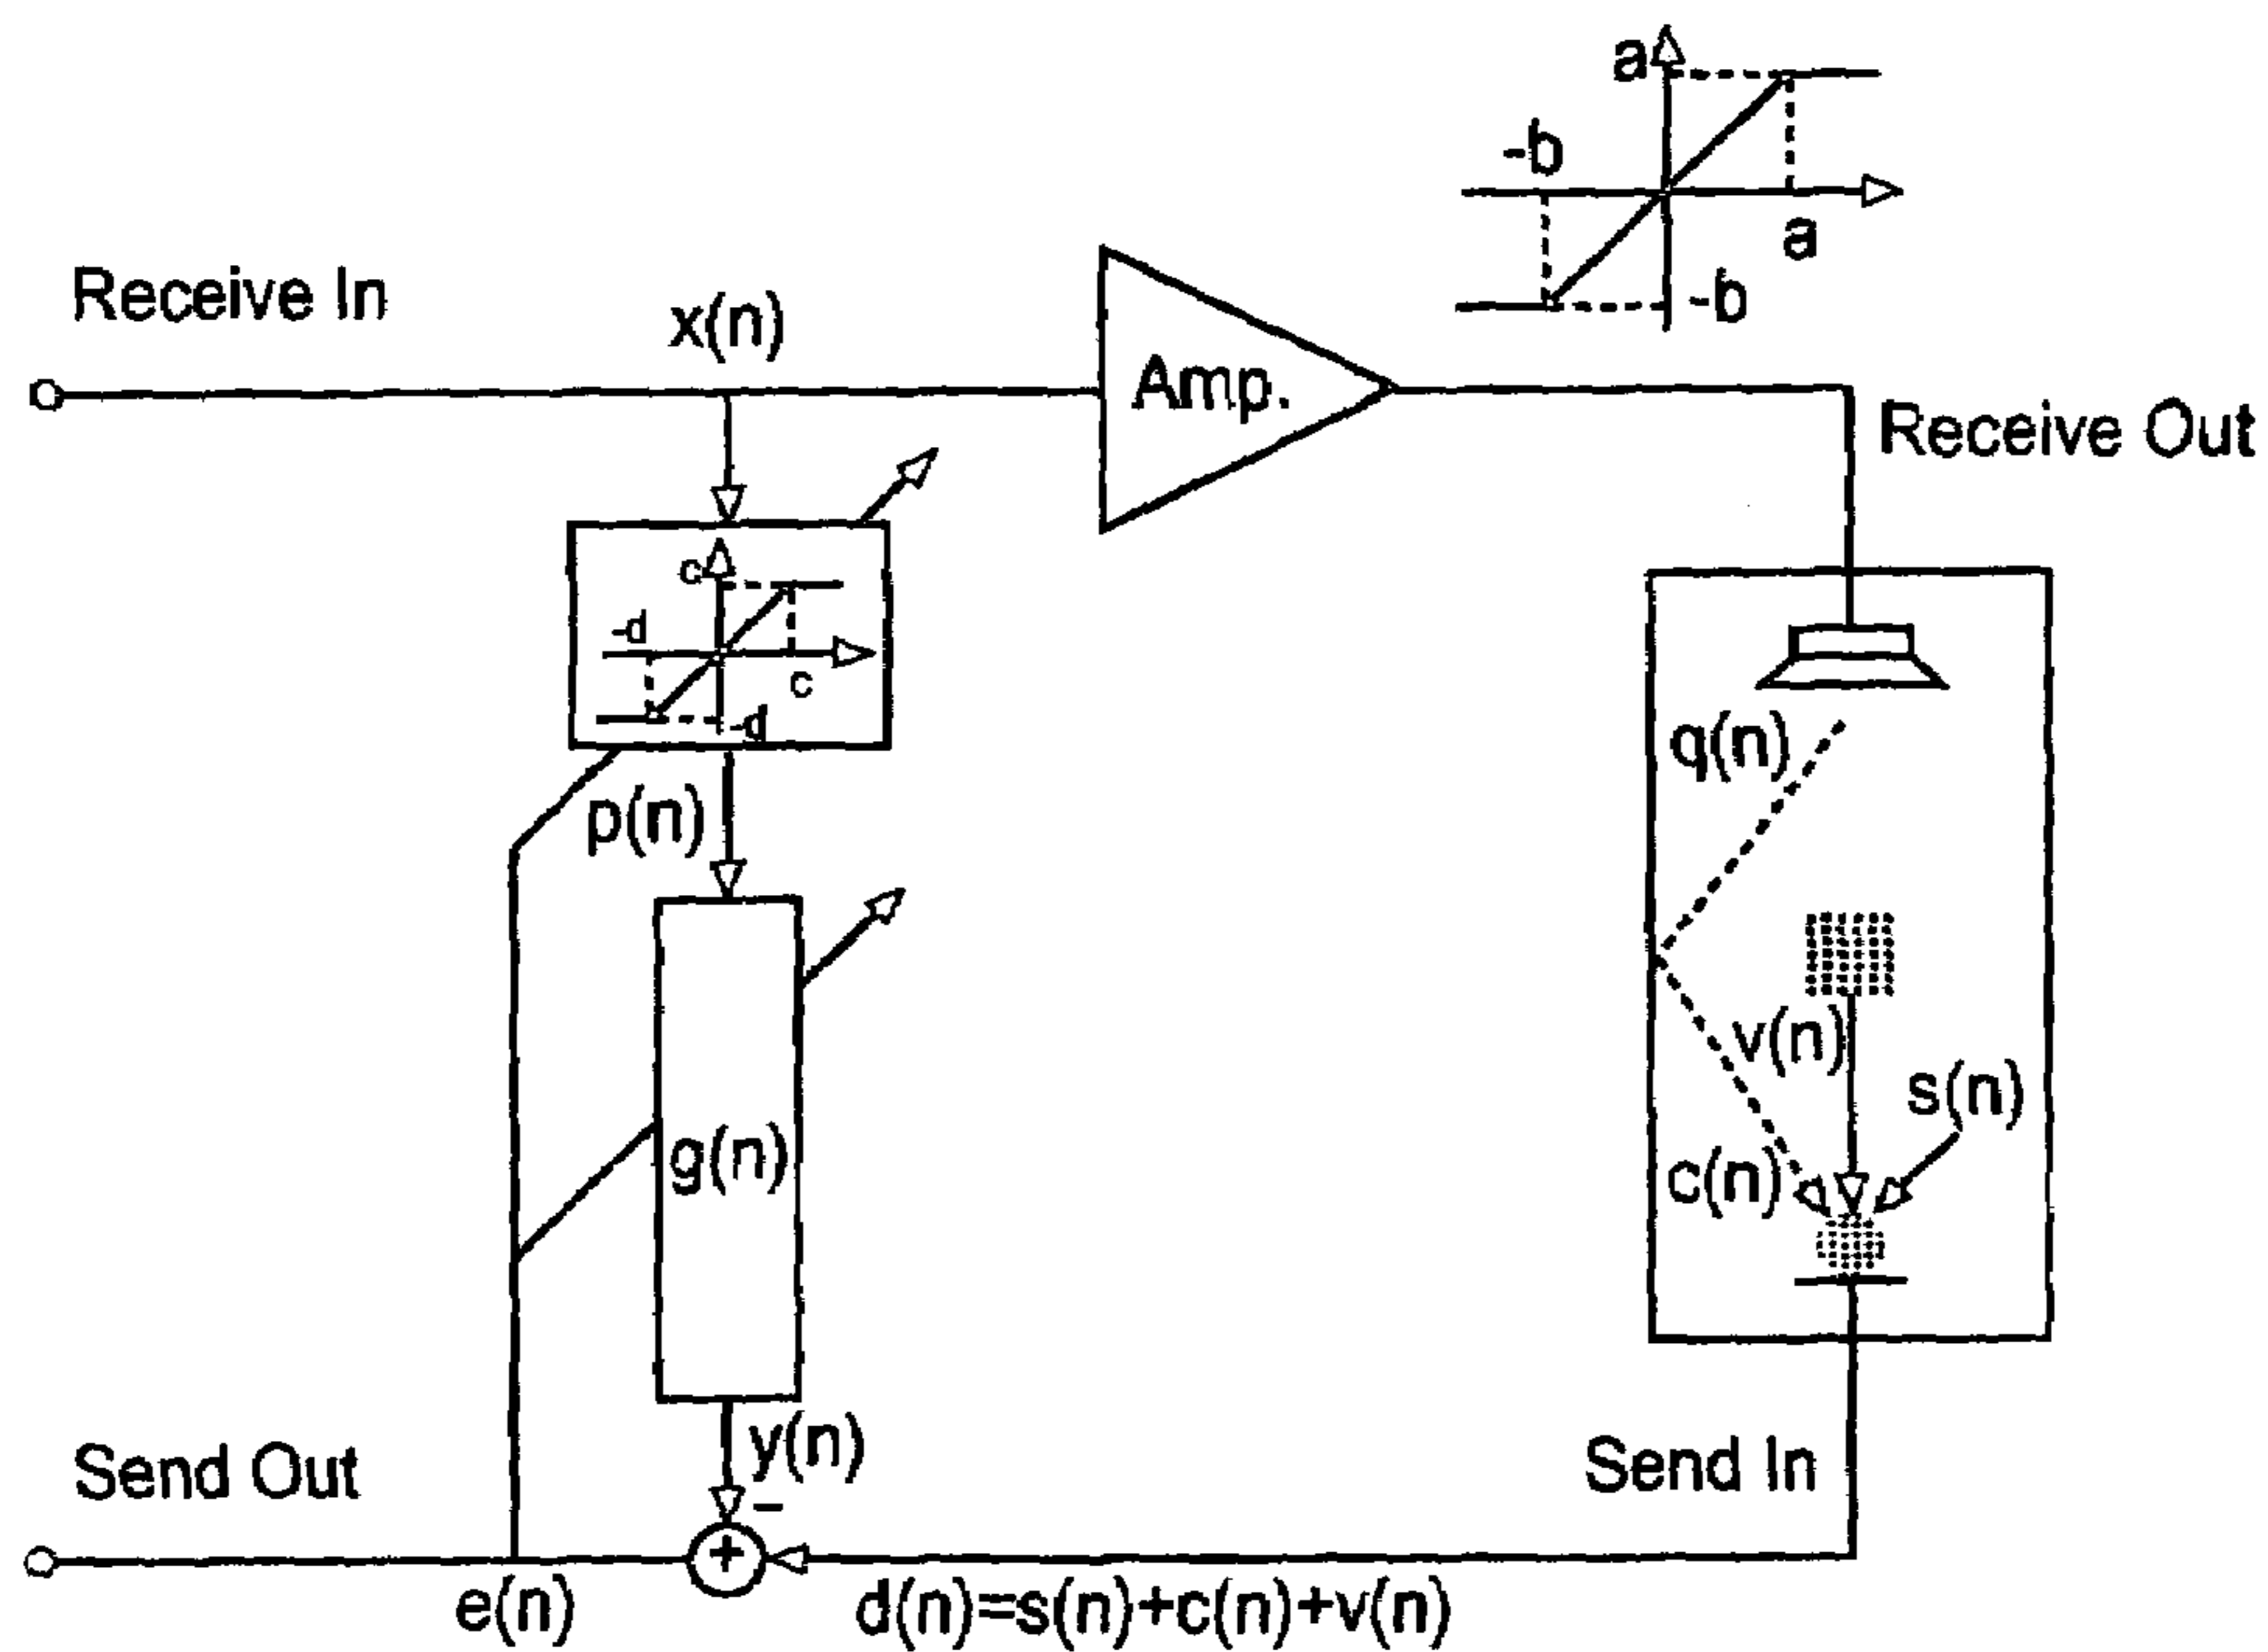 a
-b
a
-b
Receive In
x(n)
Amp.
Receive Out
c
-d
c
-d
p(n)
q(n)
v(n)
s(n)
c(n)
g(n)
y(n)
-
+
Send Out
Send In
e(n)
d(n)=s(n)+c(n)+v(n)